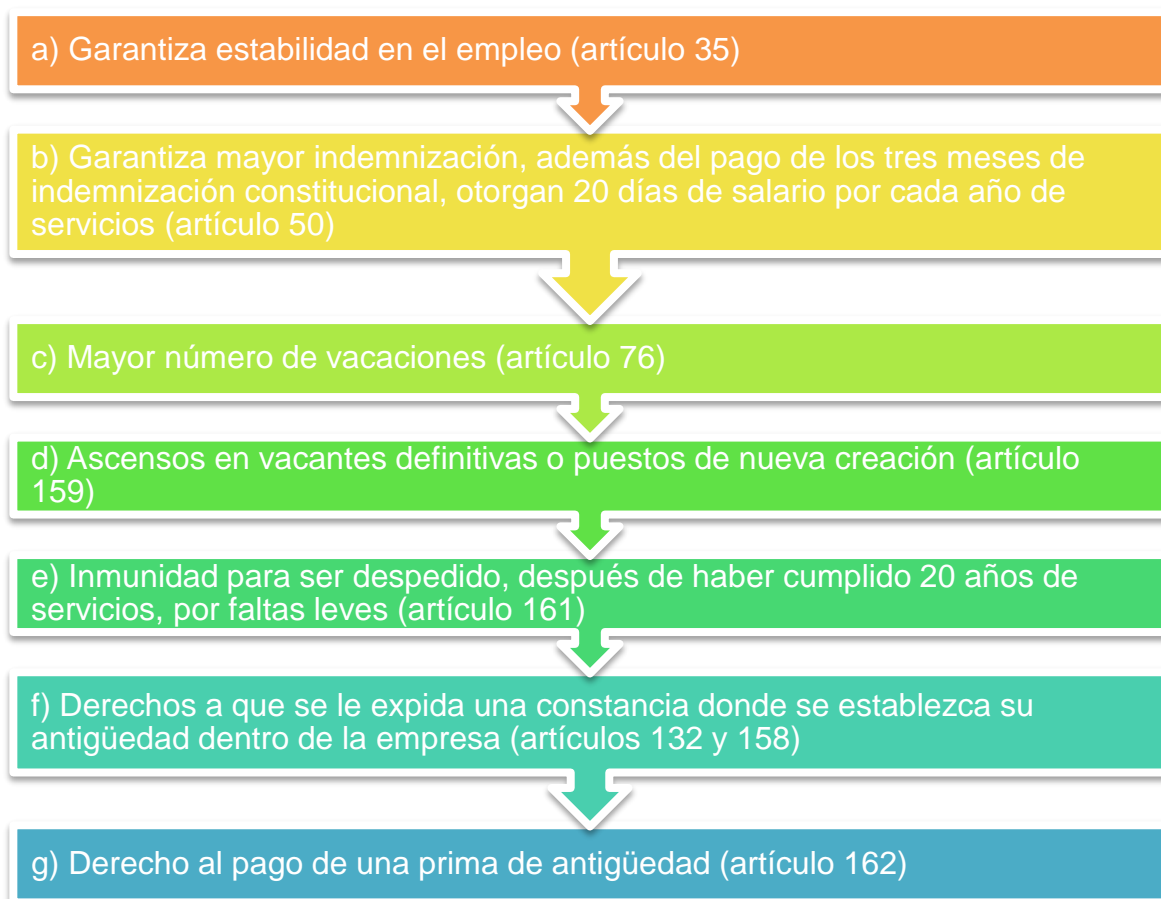 a) Garantiza estabilidad en el empleo (artículo 35)
b) Garantiza mayor indemnización, además del pago de los tres meses de
indemnización constitucional, otorgan 20 días de salario por cada año de
servicios (artículo 50)
c) Mayor número de vacaciones (artículo 76)
d) Ascensos en vacantes definitivas o puestos de nueva creación (artículo
159)
e) Inmunidad para ser despedido, después de haber cumplido 20 años de
servicios, por faltas leves (artículo 161)
f) Derechos a que se le expida una constancia donde se establezca su
antigüedad dentro de la empresa (artículos 132 y 158)
g) Derecho al pago de una prima de antigüedad (artículo 162)